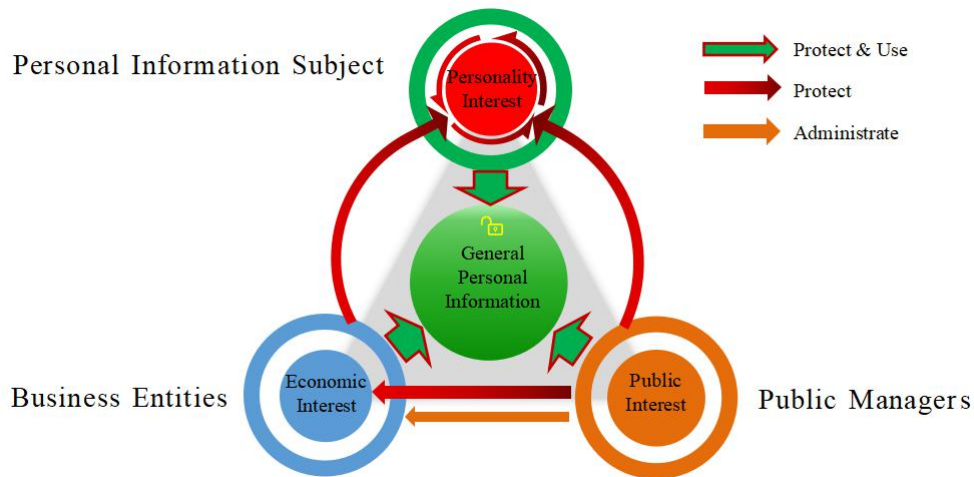 Personal Information Subject
Personality
Interest
Protect & Use
Protect
Administrate
General
Personal
Information
Business Entities
Economic
Interest
Public
Interest
Public Managers